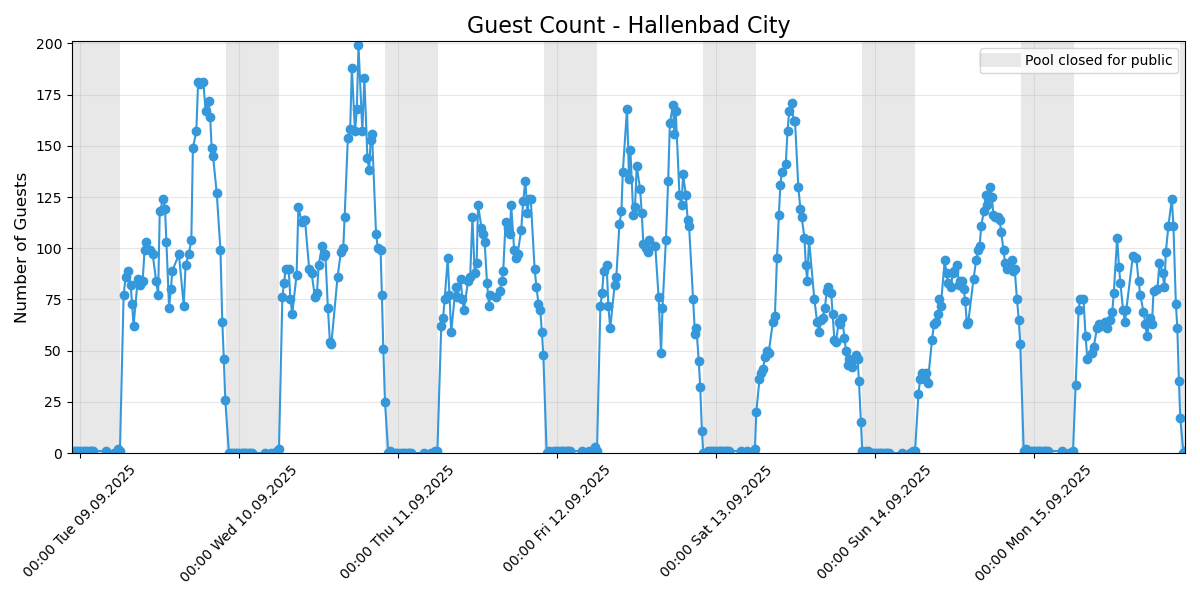 Guest Count - Hallenbad City
Pool closed for public
Number of Guests
200
175
150
125
100
75
50
25
0
00:00 Tue 09.09.2025
00:00 Wed 10.09.2025
00:00 Thu 11.09.2025
00:00 Fri 12.09.2025
00:00 Sat 13.09.2025
00:00 Sun 14.09.2025
00:00 Mon 15.09.2025